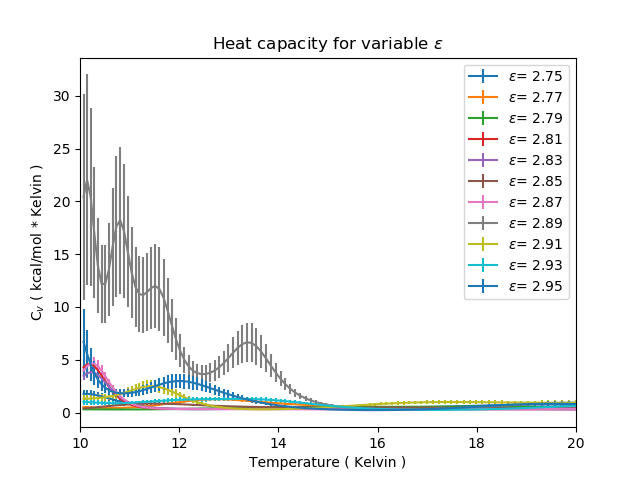 Heat capacity for variable ε
C_v ( kcal/mol * Kelvin )
30
25
20
15
10
5
0
10 12 14 16 18 20
Temperature ( Kelvin )
ε= 2.75
ε= 2.77
ε= 2.79
ε= 2.81
ε= 2.83
ε= 2.85
ε= 2.87
ε= 2.89
ε= 2.91
ε= 2.93
ε= 2.95